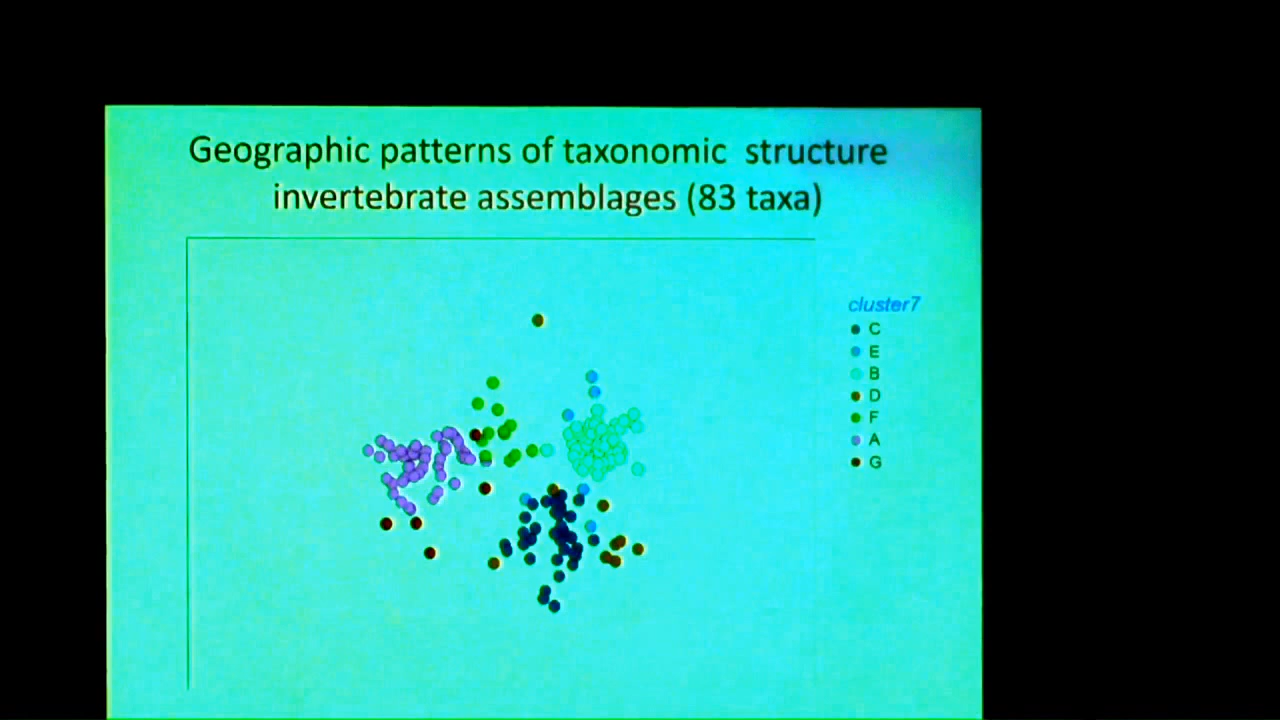 Geographic patterns of taxonomic structure
invertebrate assemblages (83 taxa)
cluster7
C
E
B
D
F
A
G